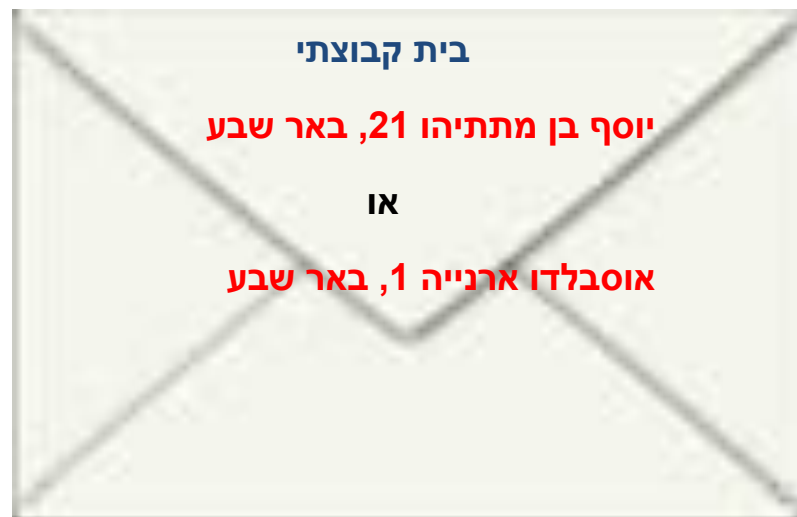 בית קבוצתי
יוסף בן מתתיהו 21, באר שבע
או
אוסבלדו ארנייה 1, באר שבע